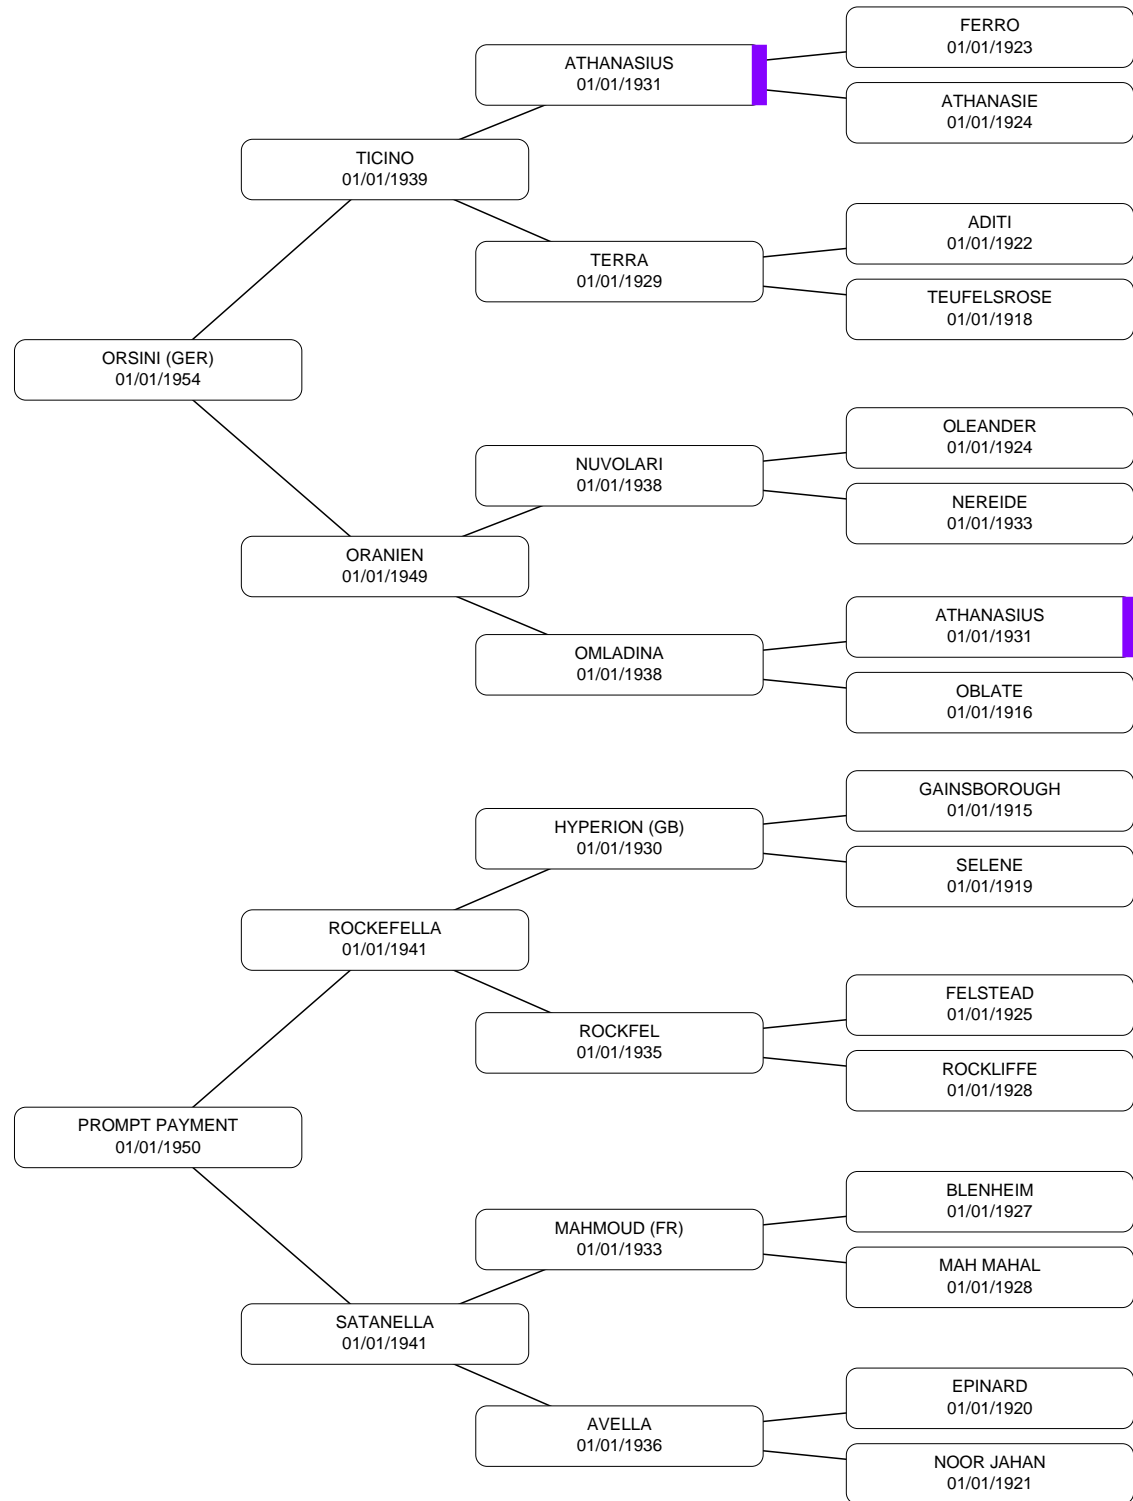 FERRO
01/01/1923
ATHANASIUS
01/01/1931
ATHANASIE
01/01/1924
TICINO
01/01/1939
ADITI
01/01/1922
TERRA
01/01/1929
TEUFELSROSE
01/01/1918
ORSINI (GER)
01/01/1954
OLEANDER
01/01/1924
NUVOLARI
01/01/1938
NEREIDE
01/01/1933
ORANIEN
01/01/1949
ATHANASIUS
01/01/1931
OMLADINA
01/01/1938
OBLATE
01/01/1916
GAINSBOROUGH
01/01/1915
HYPERION (GB)
01/01/1930
SELENE
01/01/1919
ROCKEFELLA
01/01/1941
FELSTEAD
01/01/1925
ROCKFEL
01/01/1935
ROCKLIFFE
01/01/1928
PROMPT PAYMENT
01/01/1950
BLENHEIM
01/01/1927
MAHMOUD (FR)
01/01/1933
MAH MAHAL
01/01/1928
SATANELLA
01/01/1941
EPINARD
01/01/1920
AVELLA
01/01/1936
NOOR JAHAN
01/01/1921